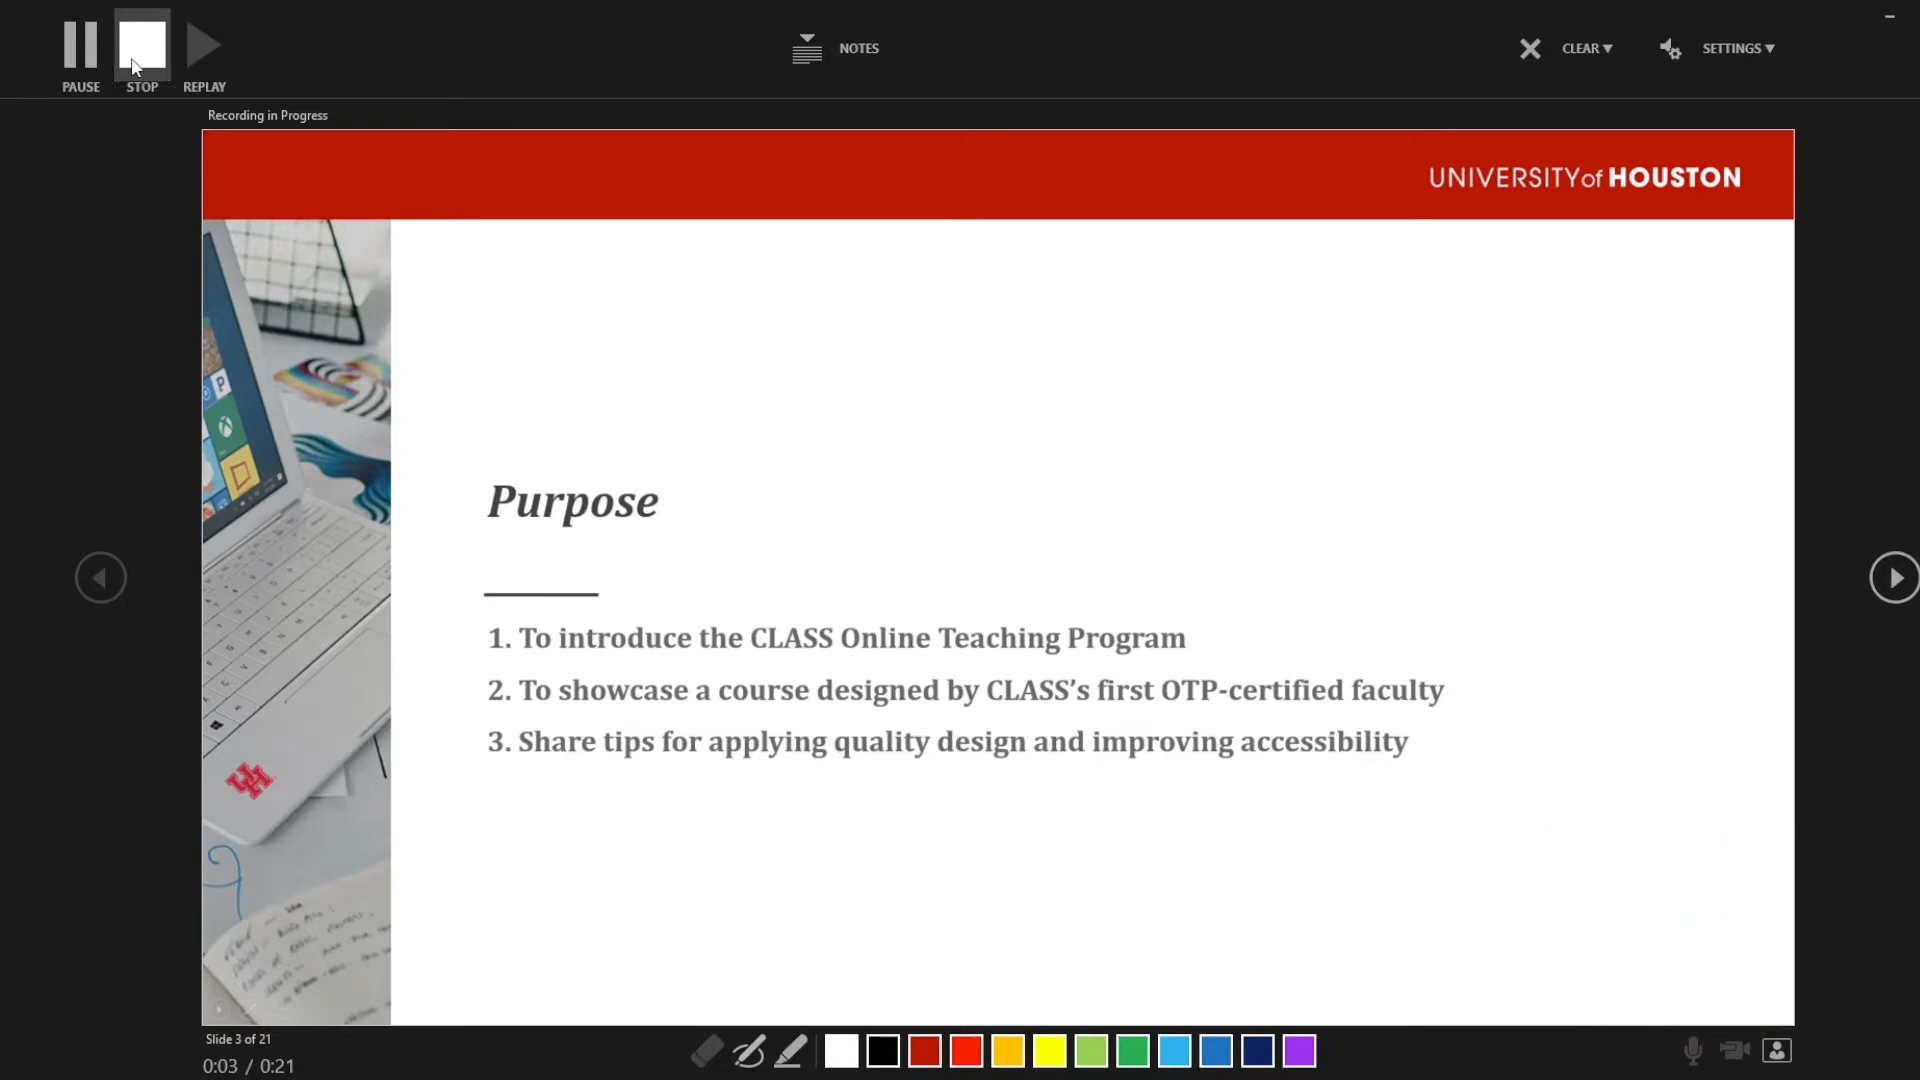 PAUSE STOP REPLAY
NOTES
CLEAR
SETTINGS
Recording in Progress
UNIVERSITY of HOUSTON
Purpose
1. To introduce the CLASS Online Teaching Program
2. To showcase a course designed by CLASS’s first OTP-certified faculty
3. Share tips for applying quality design and improving accessibility
Slide 3 of 21
0:03 / 0:21